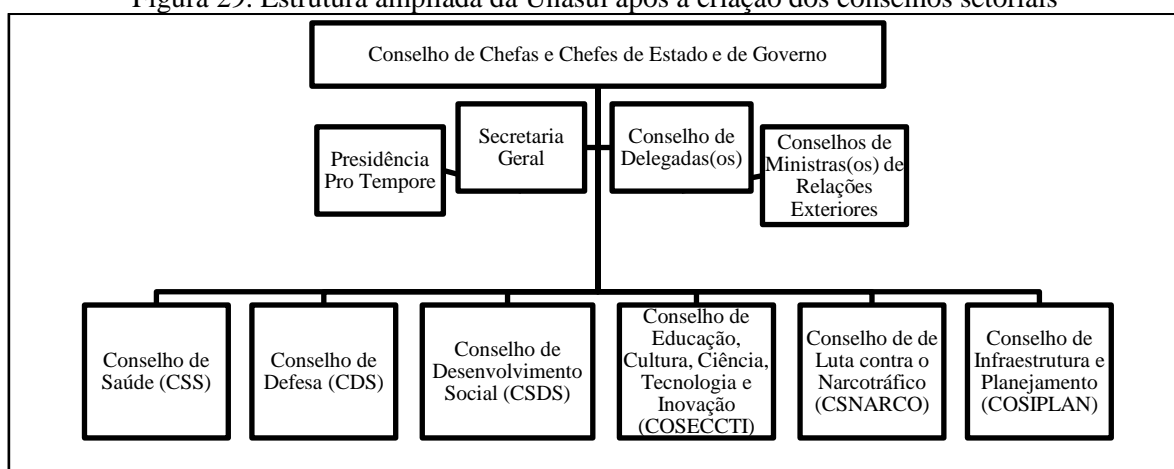 Figura 29. Estrutura ampliada da Unasul após a criação dos conselhos setoriais
Conselho de Chefas e Chefes de Estado e de Governo
Presidência
Pro Tempore
Secretaria
Geral
Conselho de
Delegadas(os)
Conselhos de
Ministras(os) de
Relações
Exteriores
Conselho de
Saúde (CSS)
Conselho de
Defesa (CDS)
Conselho de
Desenvolvimento
Social (CSDS)
Conselho de
Educação,
Cultura, Ciência,
Tecnologia e
Inovação
(COSECCTI)
Conselho de de
Luta contra o
Narcotráfico
(CSNARCO)
Conselho de
Infraestrutura e
Planejamento
(COSIPLAN)